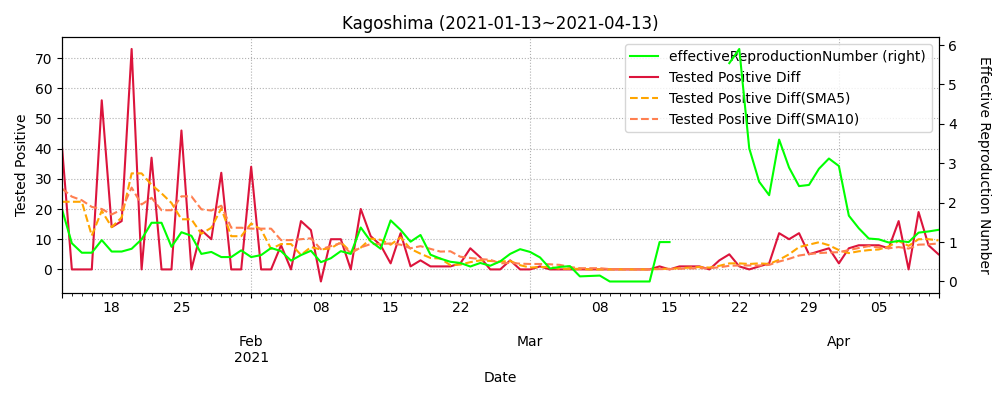 Kagoshima (2021-01-13~2021-04-13)
effectiveReproductionNumber (right)
Tested Positive Diff
Tested Positive Diff(SMA5)
Tested Positive Diff(SMA10)
Tested Positive
70
60
50
40
30
20
10
0
6
5
4
3
2
1
0
Effective Reproduction Number
18 25 08 15 22 08 15 22 29 05
Feb Mar Apr
2021
Date